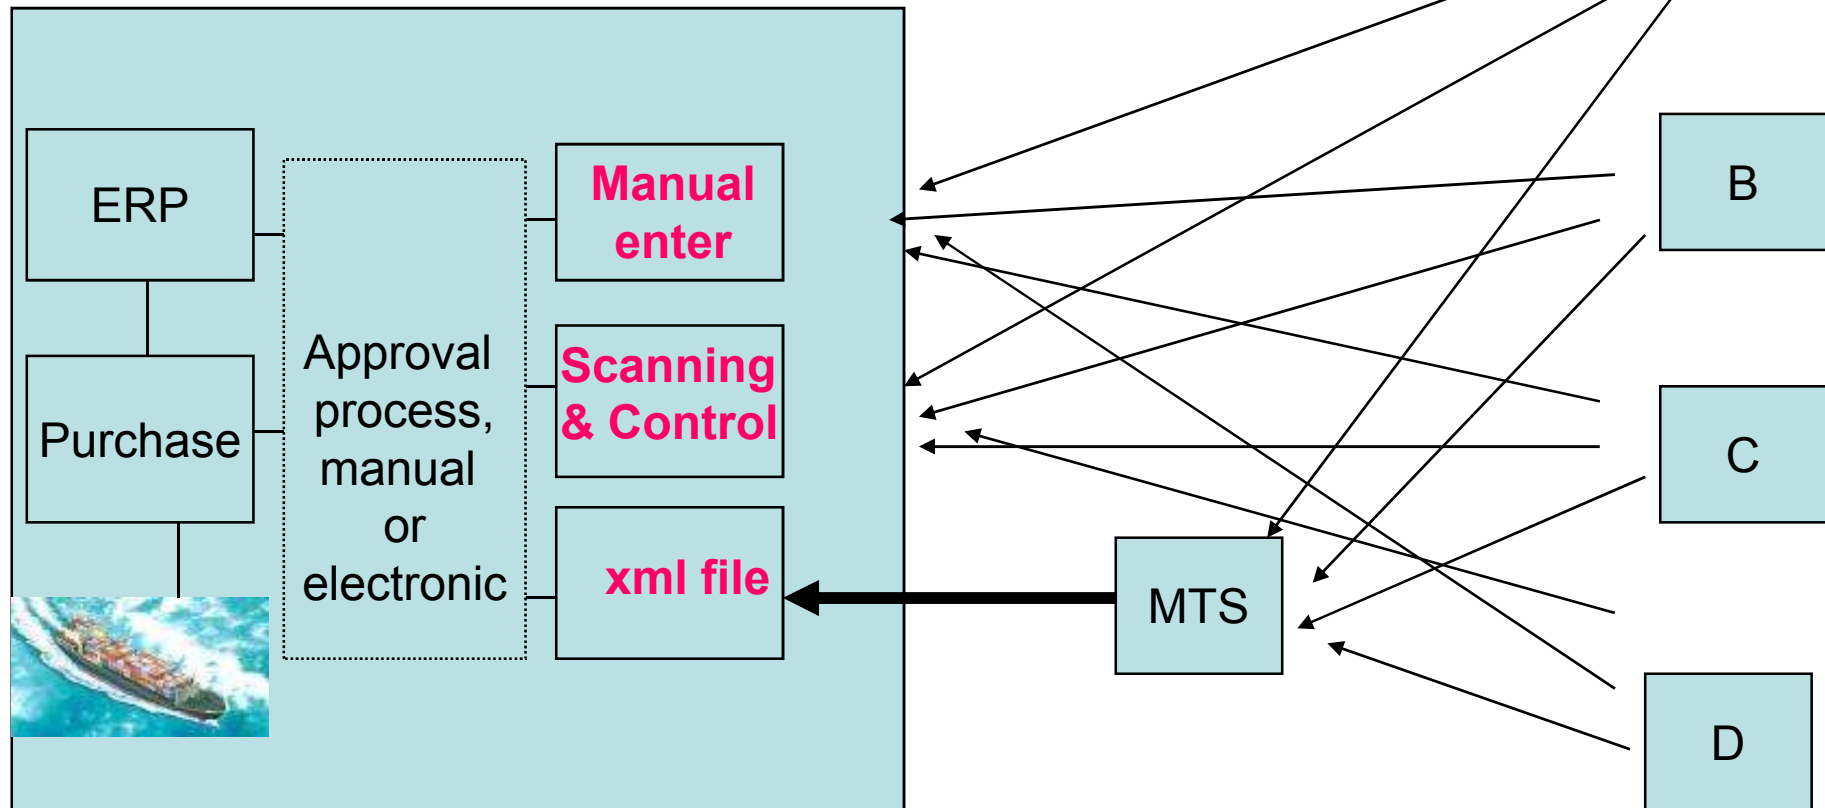 ERP
Purchase
Approval
process,
manual
or
electronic
Manual
enter
Scanning
& Control
xml file
MTS
B
C
D